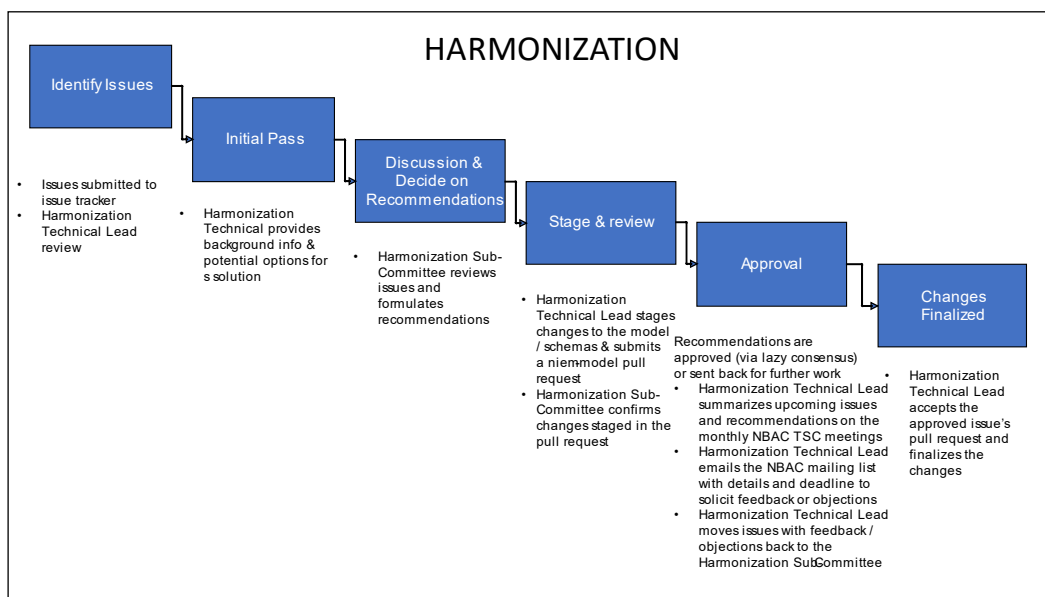 HARMONIZATION
Identify Issues
• Issues submitted to
issue tracker
• Harmonization
Technical Lead
review
Initial Pass
• Harmonization
Technical provides
background info &
potential options for
s solution
Discussion &
Decide on
Recommendations
• Harmonization Sub-
Committee reviews
issues and
formulates
recommendations
Stage & review
• Harmonization
Technical Lead stages
changes to the model
/ schemas & submits
a niem-model pull
request
• Harmonization Sub-
Committee confirms
changes staged in the
pull request
Approval
Recommendations are
approved (via lazy consensus)
or sent back for further work
• Harmonization Technical Lead
summarizes upcoming issues
and recommendations on the
monthly NBAC TSC meetings
• Harmonization Technical Lead
emails the NBAC mailing list
with details and deadline to
solicit feedback or objections
• Harmonization Technical Lead
moves issues with feedback /
objections back to the
Harmonization Sub-Committee
Changes
Finalized
• Harmonization
Technical Lead
accepts the
approved issue's
pull request and
finalizes the
changes